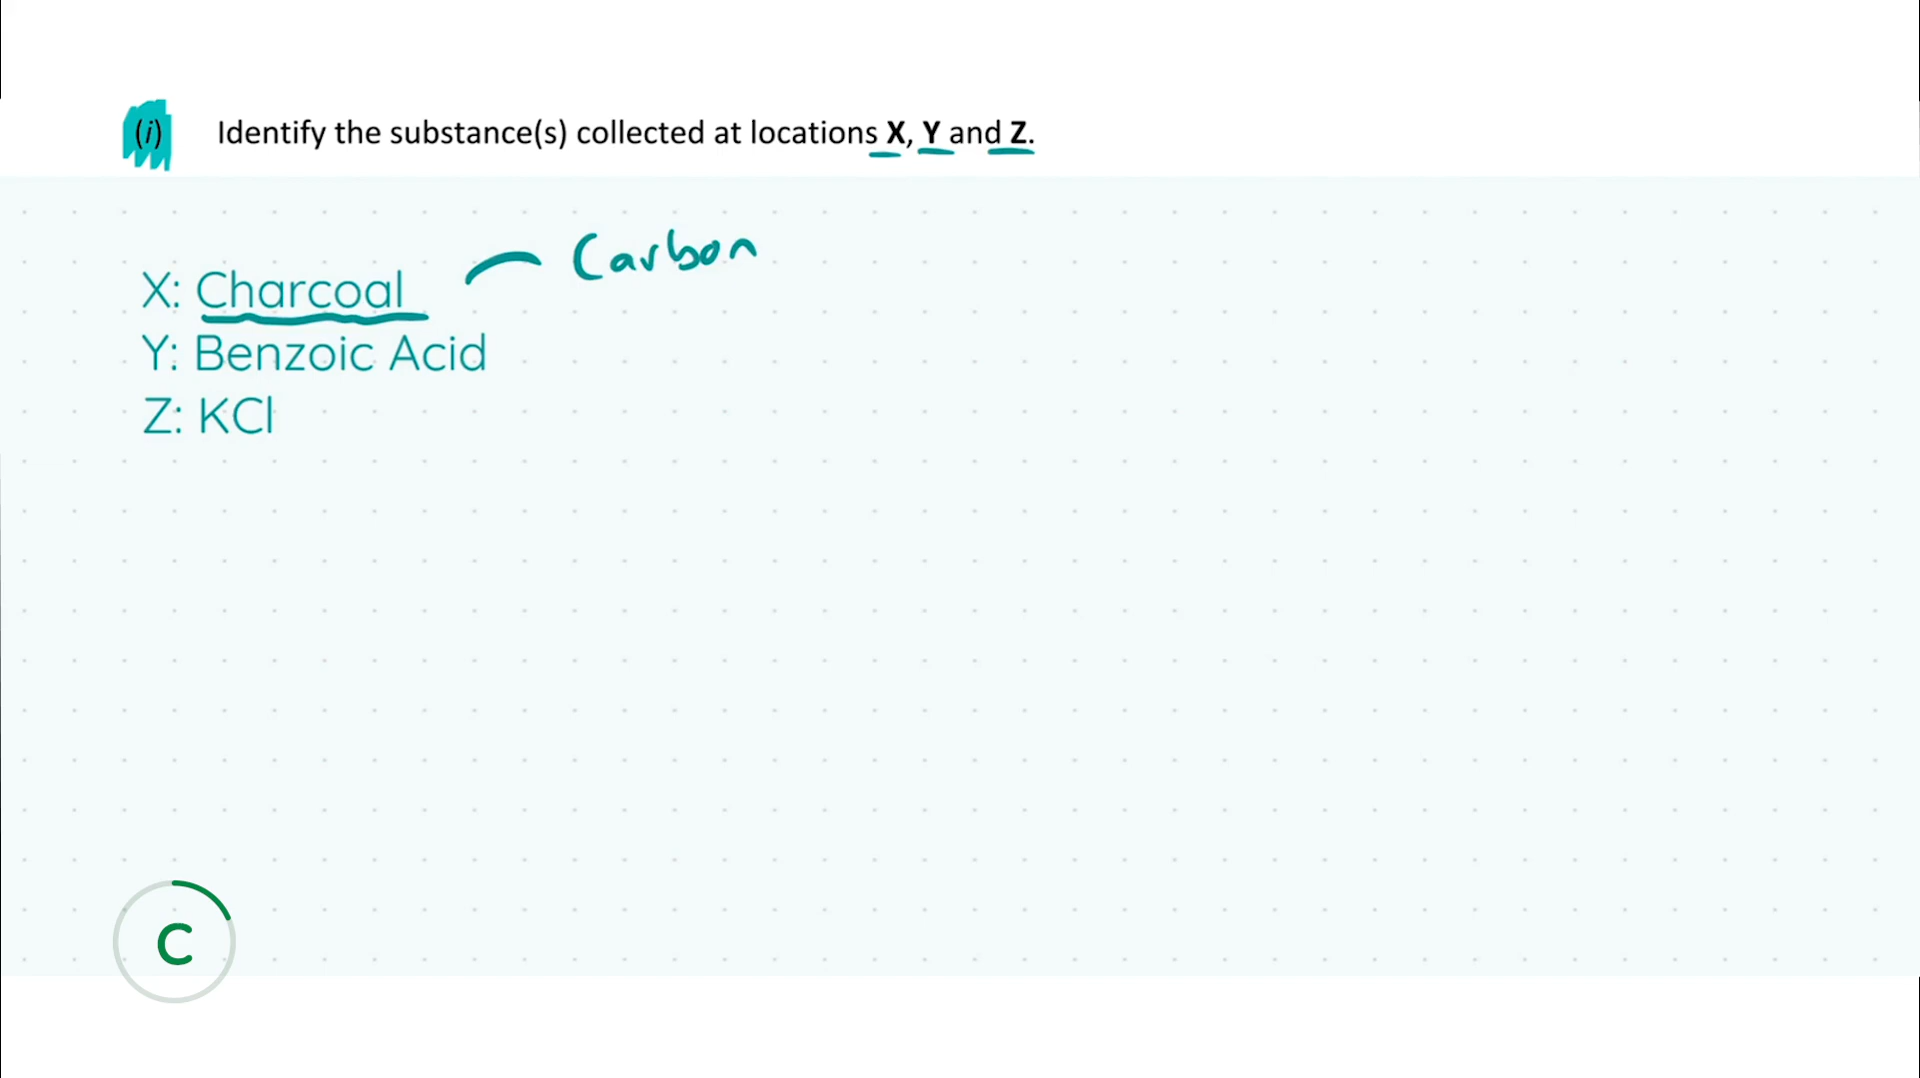 (i) Identify the substance(s) collected at locations X, Y and Z.
Carbon
X: Charcoal
Y: Benzoic Acid
Z: KCl
C